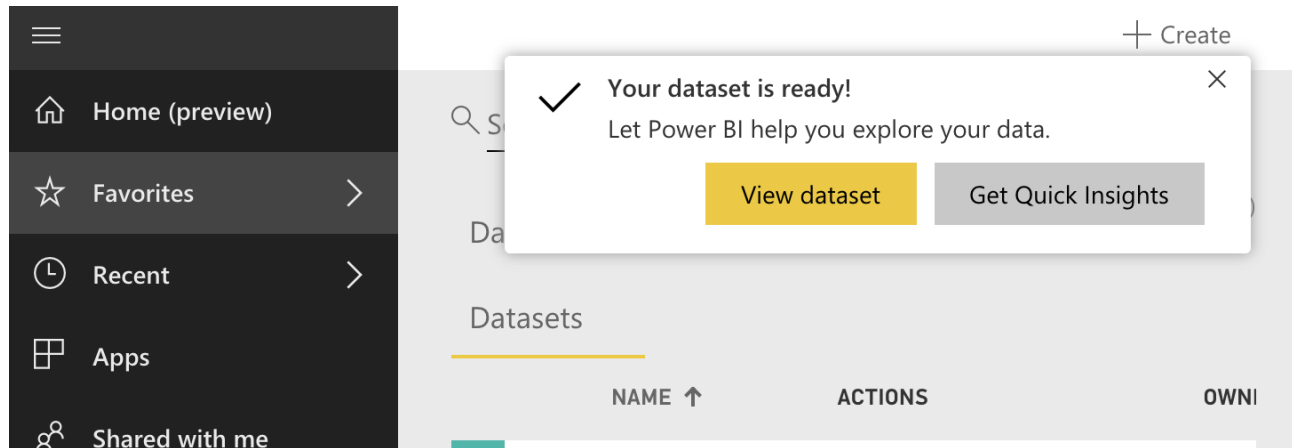 Create
Home (preview)
Favorites
Recent
Apps
Shared with me
Your dataset is ready!
Let Power BI help you explore your data.
View dataset
Get Quick Insights
Datasets
NAME
ACTIONS